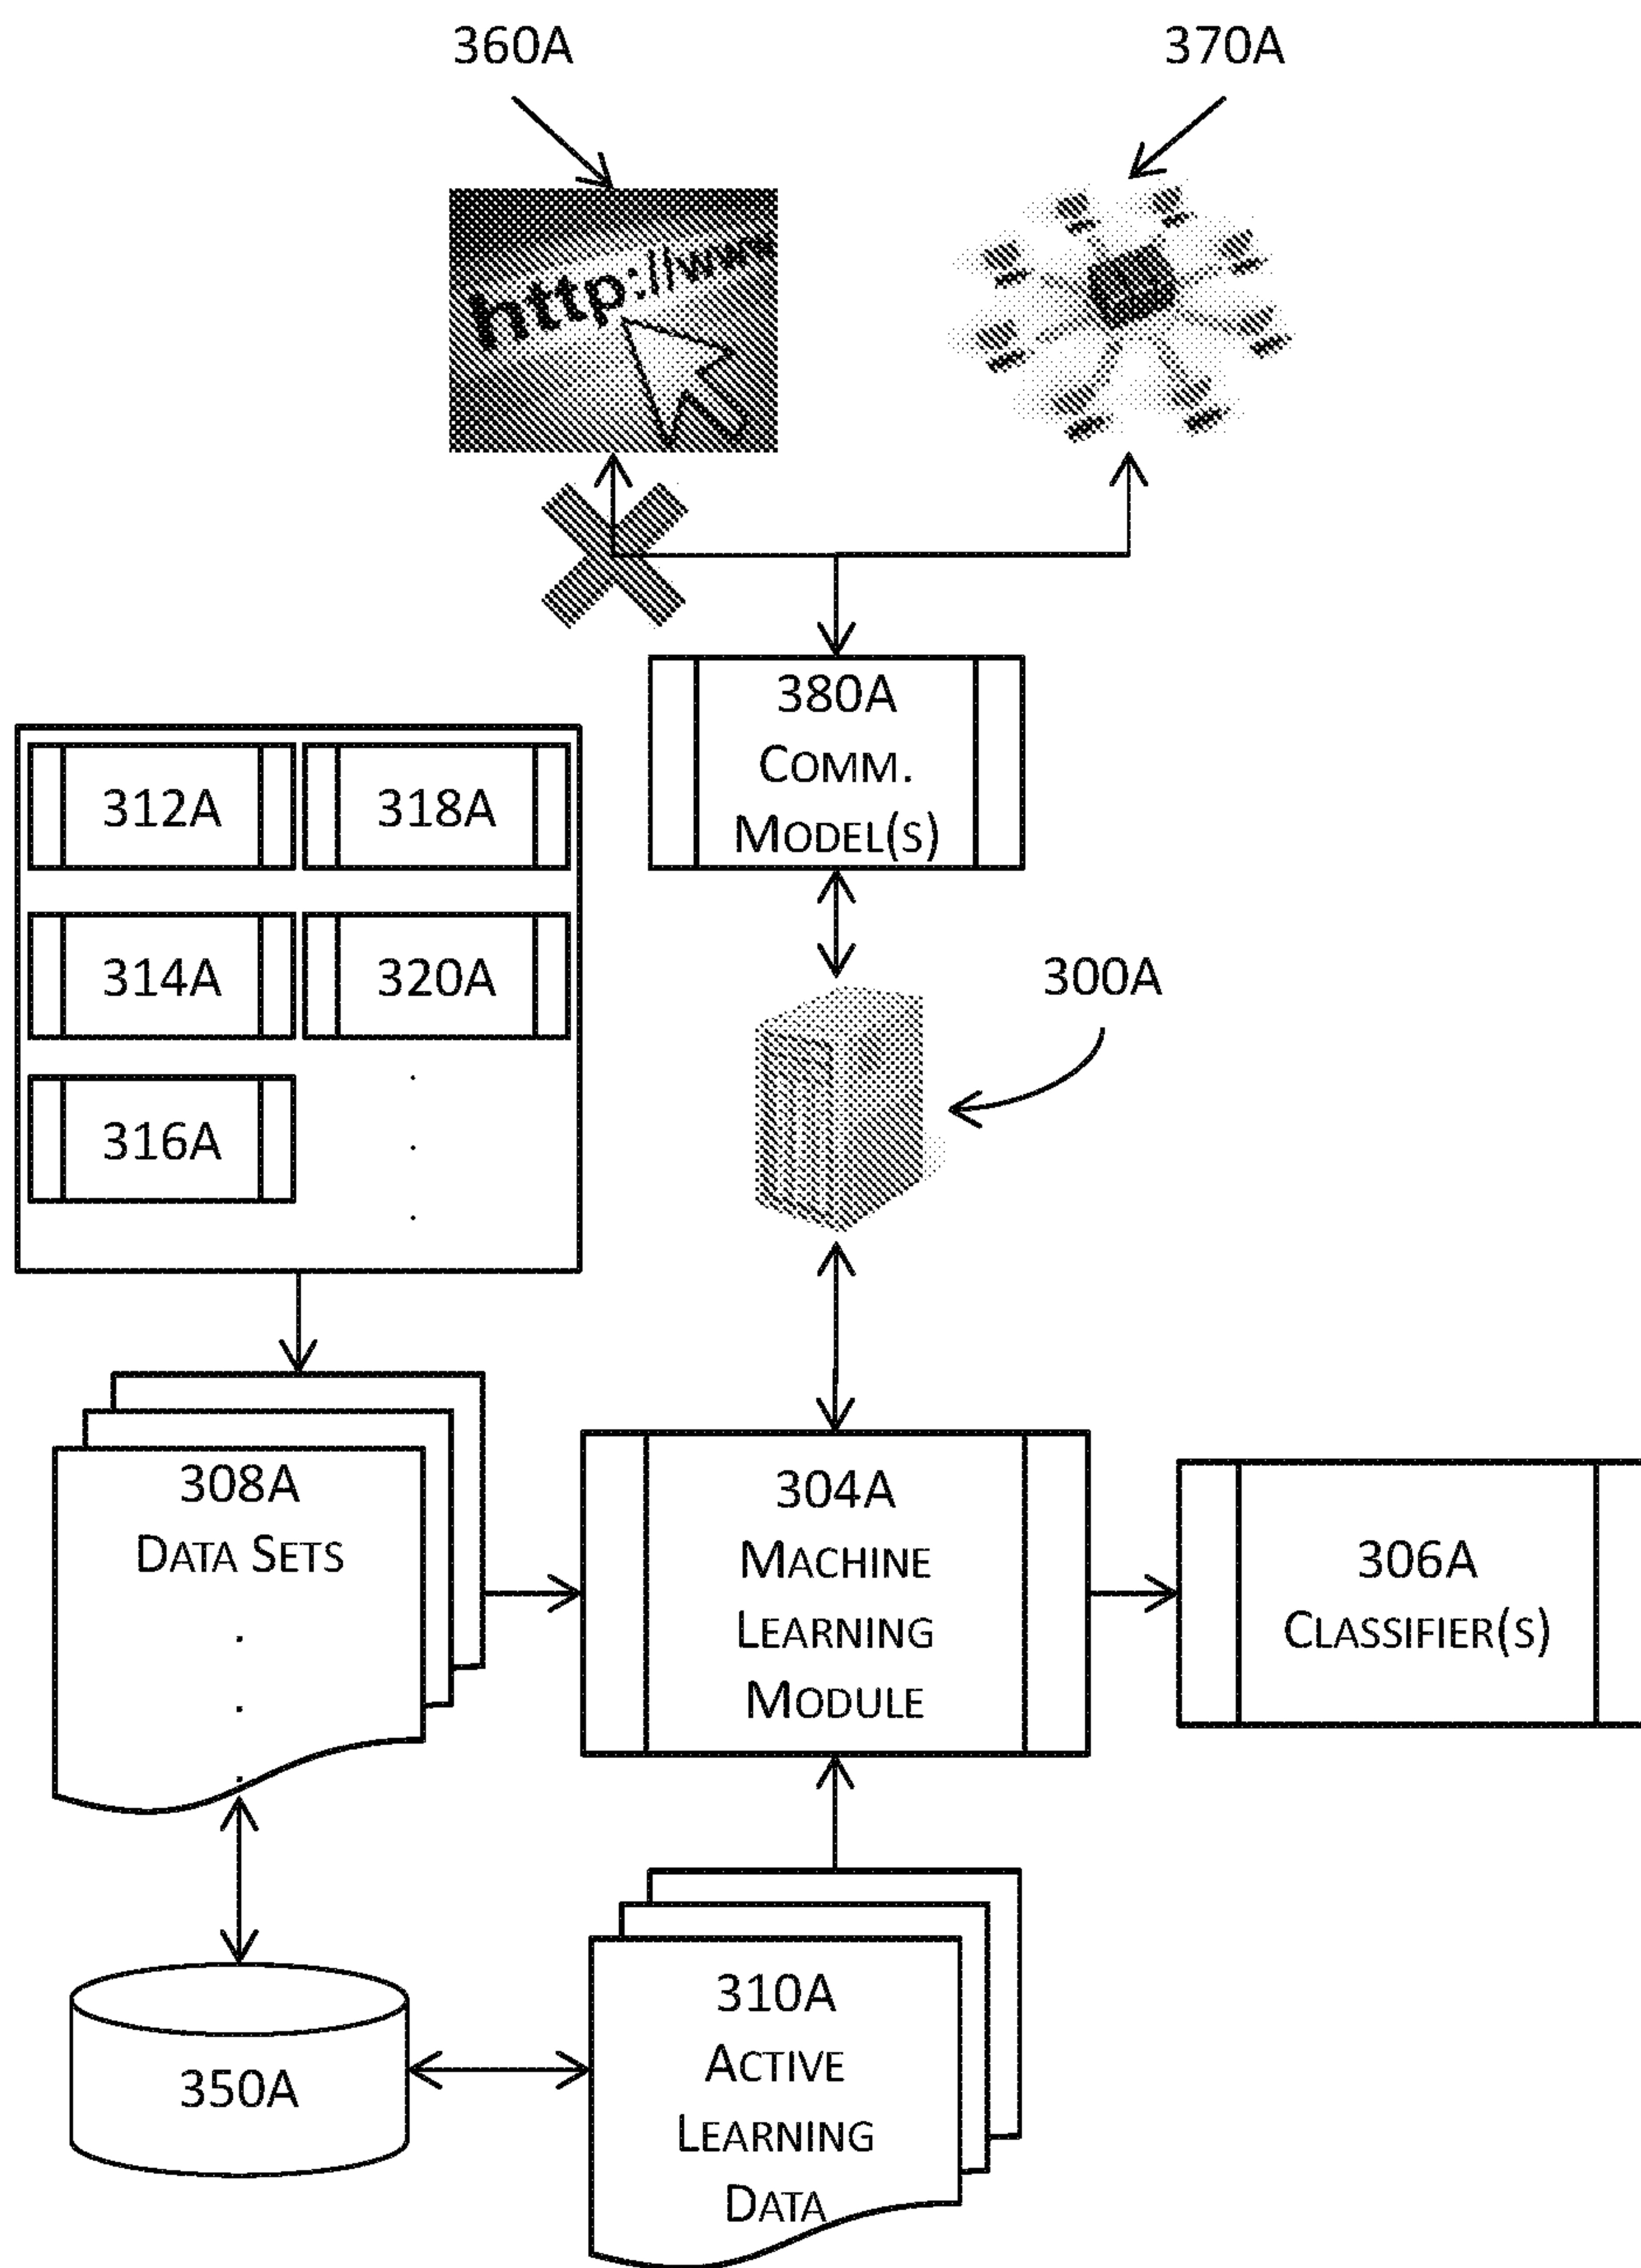 360A
370A
http://www
380A
COMM.
MODEL(S)
312A
318A
314A
320A
300A
316A
308A
DATA SETS
304A
MACHINE
LEARNING
MODULE
306A
CLASSIFIER(S)
350A
310A
ACTIVE
LEARNING
DATA